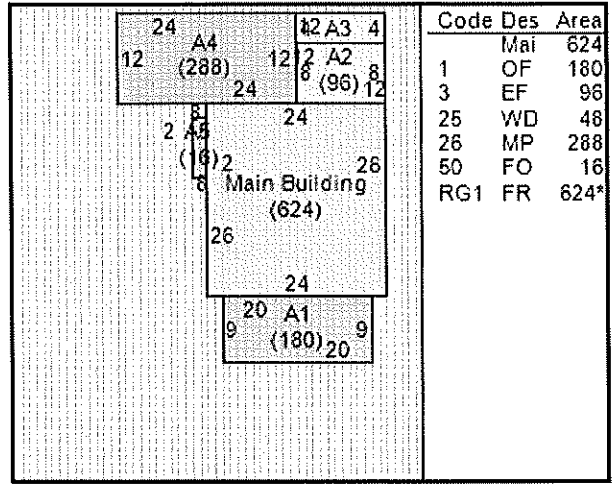 24 12 A3 4
A4 4
12 (288) 12 12 A2
8 (96) 8
24 12
8 24
2 A5
(16) 2 26
8 Main Building
(624)
26
24
20 A1
9 (180) 9
20
Code Des Area
Mai 624
1 OF 180
3 EF 96
25 WD 48
26 MP 288
50 FO 16
RG1 FR 624*